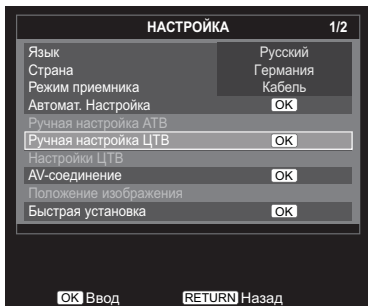 НАСТРОЙКА 1/2
Язык Русский
Страна Германия
Режим приемника Кабель
Автомат. Настройка OK
Ручная настройка АТВ
Ручная настройка ЦТВ OK
Настройки ЦТВ
AV-соединение OK
Положение изображения
Быстрая установка OK
OK Ввод RETURN Назад